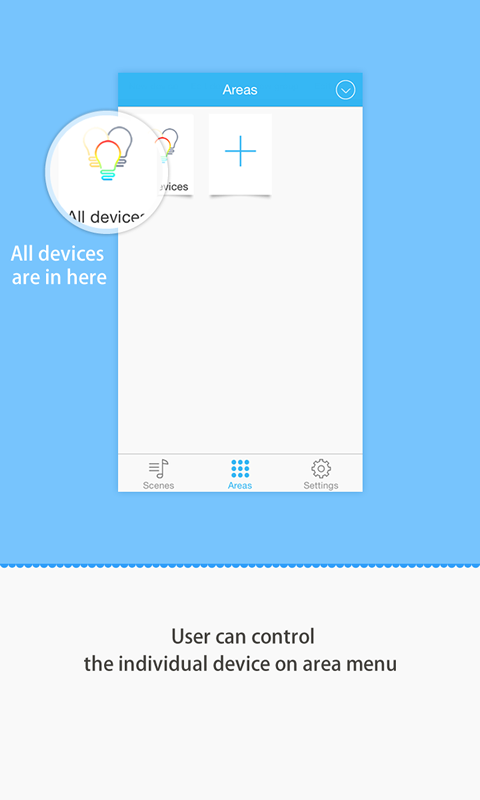 Areas
All devices
evices
All devices
are in here
Scenes
Areas
Settings
User can control
the individual device on area menu